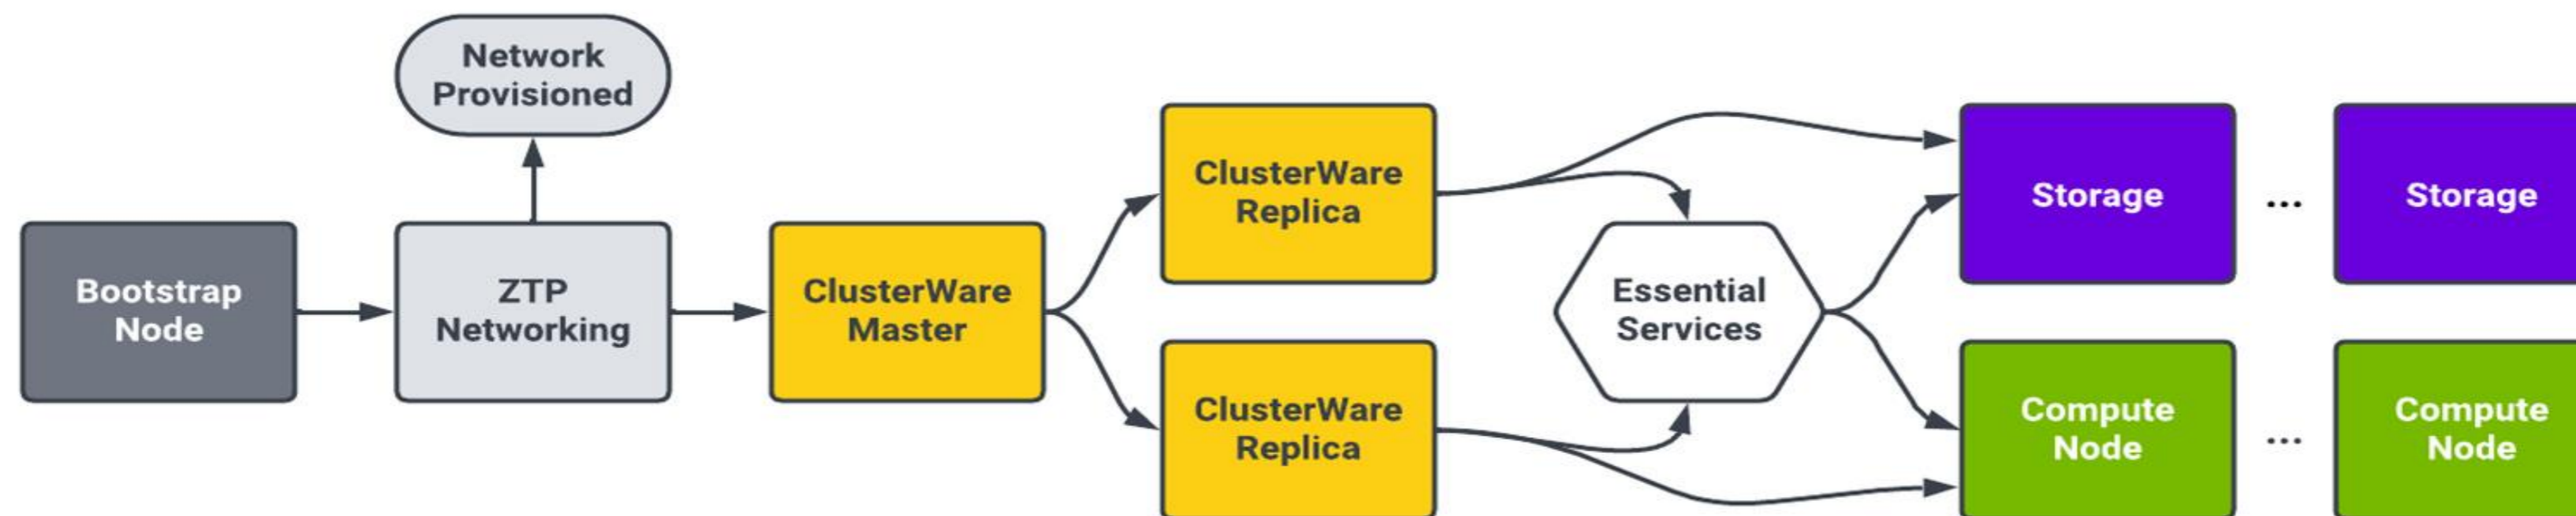 Network
Provisioned
Bootstrap
Node
ZTP
Networking
ClusterWare
Master
ClusterWare
Replica
ClusterWare
Replica
Essential
Services
Storage
...
Storage
Compute
Node
...
Compute
Node